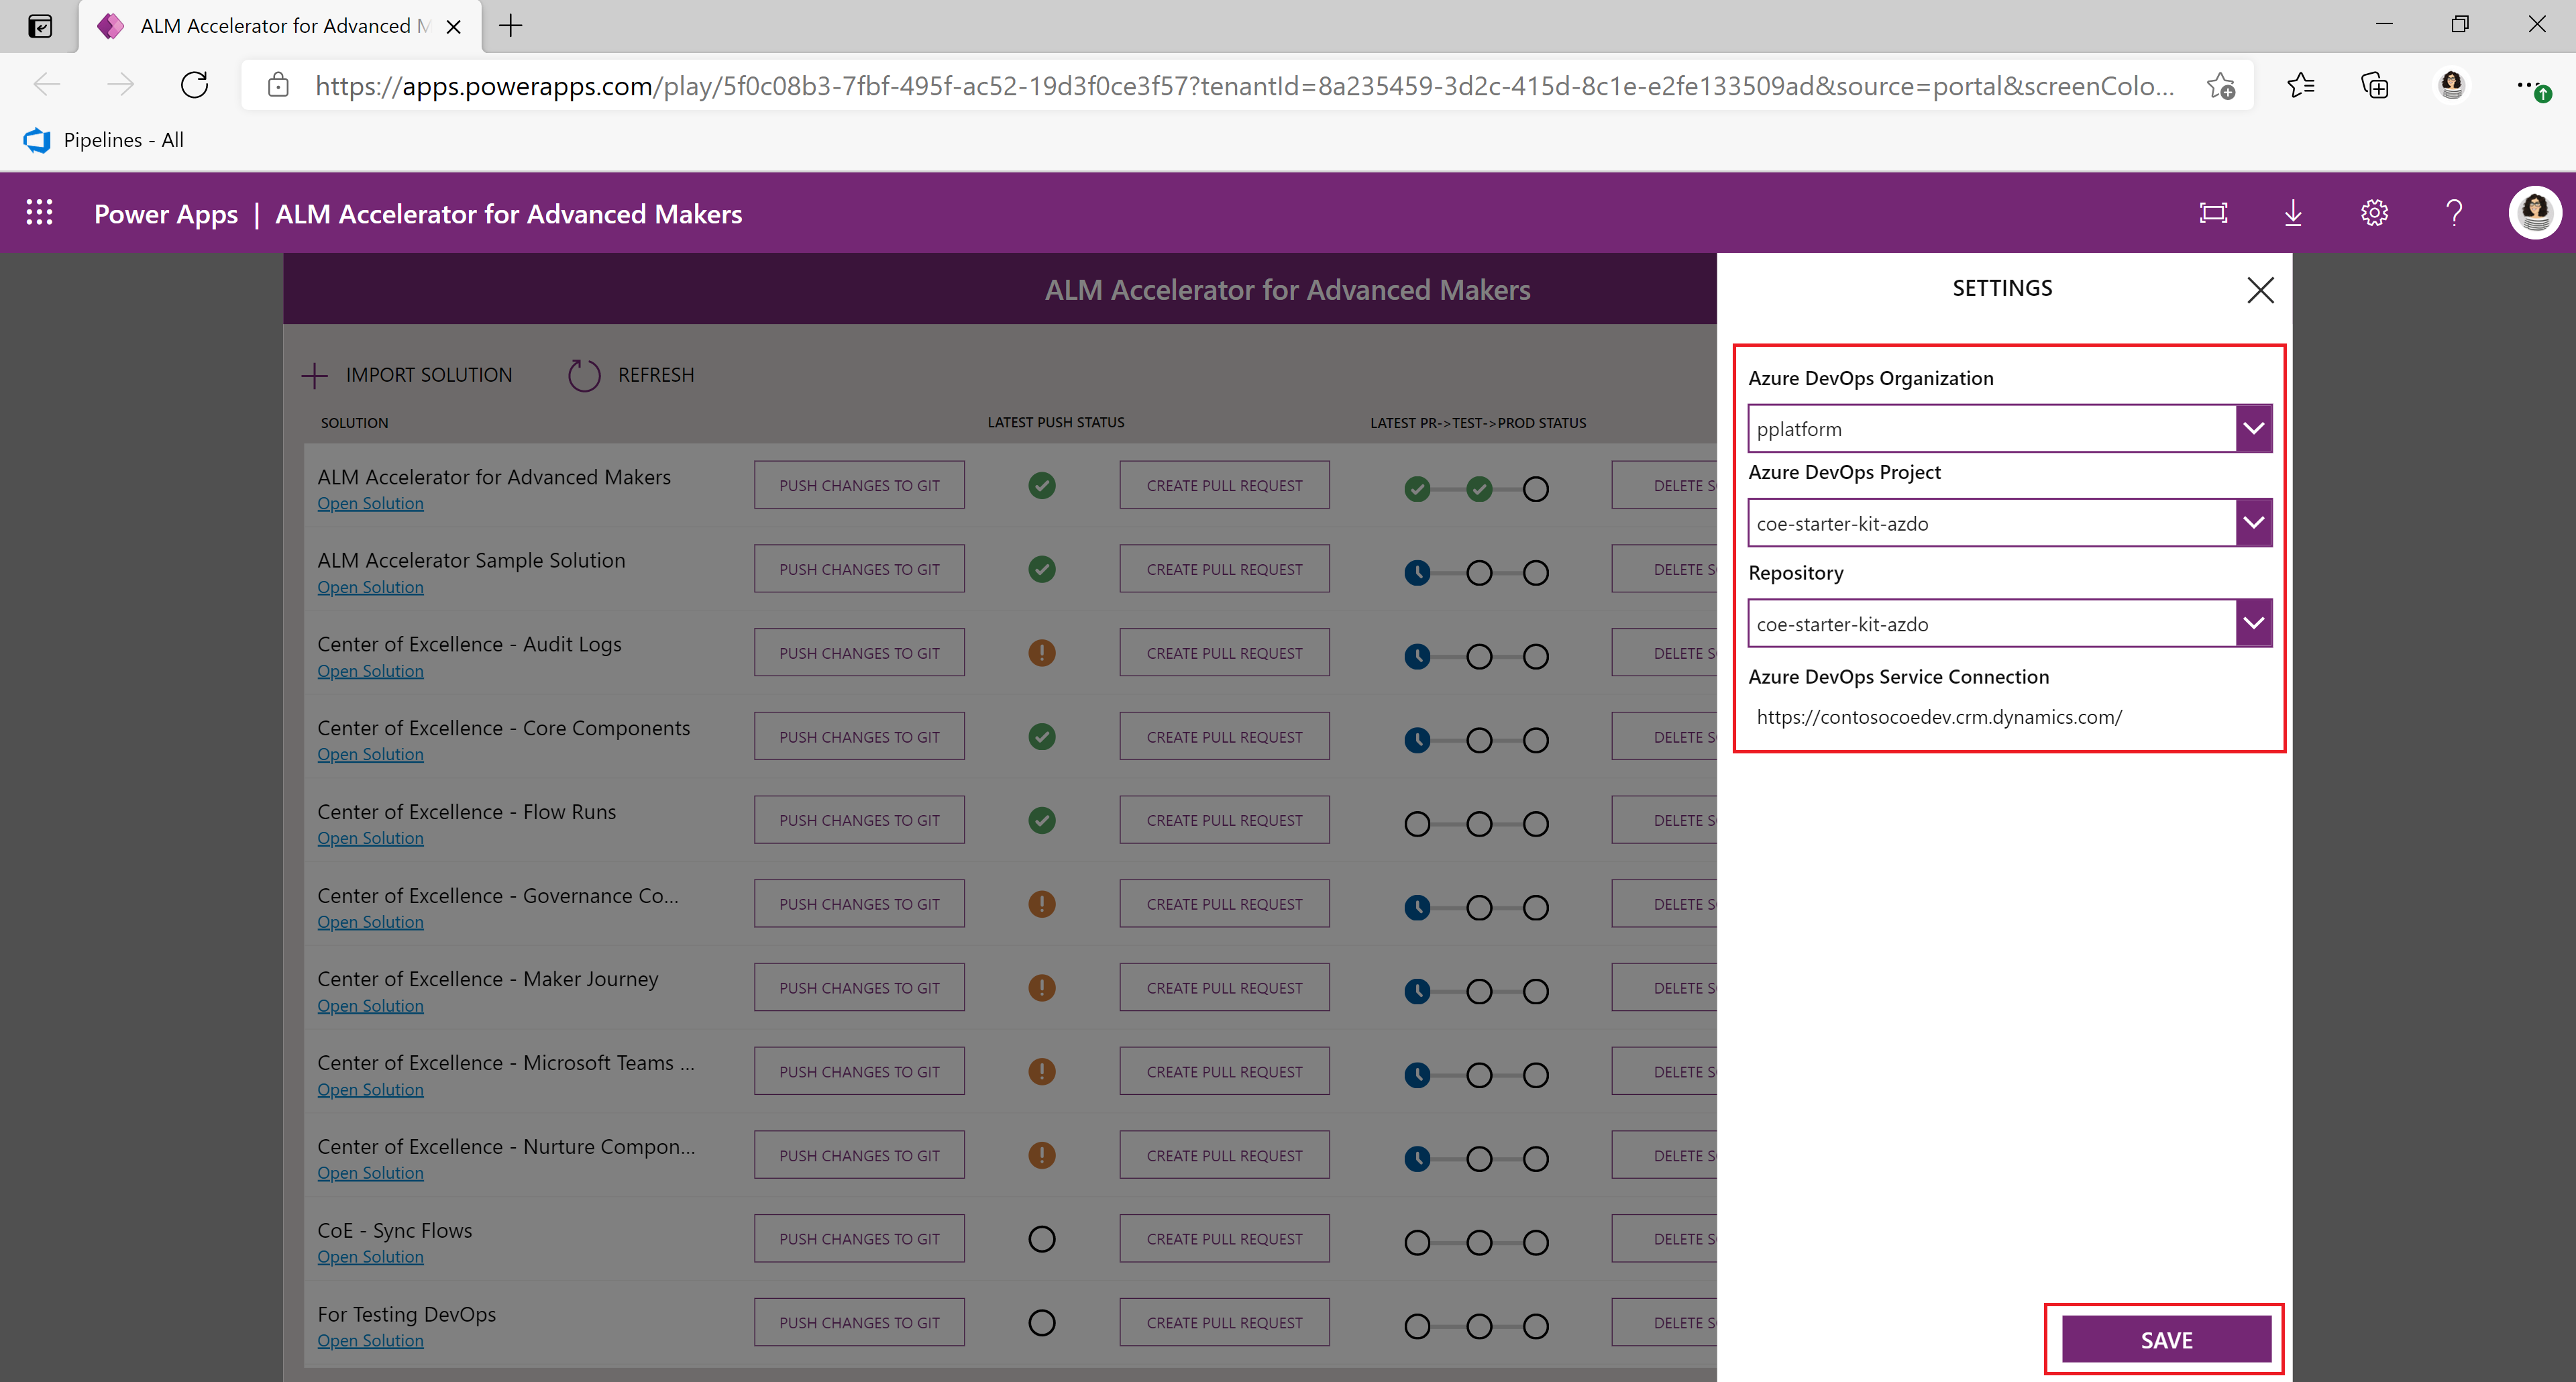 ALM Accelerator for Advanced M
https://apps.powerapps.com/play/5f0c08b3-7fbf-495f-ac52-19d3f0ce3f57?tenantId=8a235459-3d2c-415d-8c1e-e2fe133509ad&source=portal&screenColo...
Pipelines - All
Power Apps | ALM Accelerator for Advanced Makers
ALM Accelerator for Advanced Makers
IMPORT SOLUTION REFRESH
SOLUTION LATEST PUSH STATUS LATEST PR->TEST->PROD STATUS
ALM Accelerator for Advanced Makers
Open Solution
PUSH CHANGES TO GIT CREATE PULL REQUEST DELETE S
ALM Accelerator Sample Solution
Open Solution
PUSH CHANGES TO GIT CREATE PULL REQUEST DELETE S
Center of Excellence - Audit Logs
Open Solution
PUSH CHANGES TO GIT CREATE PULL REQUEST DELETE S
Center of Excellence - Core Components
Open Solution
PUSH CHANGES TO GIT CREATE PULL REQUEST DELETE S
Center of Excellence - Flow Runs
Open Solution
PUSH CHANGES TO GIT CREATE PULL REQUEST DELETE S
Center of Excellence - Governance Co...
Open Solution
PUSH CHANGES TO GIT CREATE PULL REQUEST DELETE S
Center of Excellence - Maker Journey
Open Solution
PUSH CHANGES TO GIT CREATE PULL REQUEST DELETE S
Center of Excellence - Microsoft Teams ...
Open Solution
PUSH CHANGES TO GIT CREATE PULL REQUEST DELETE S
Center of Excellence - Nurture Compon...
Open Solution
PUSH CHANGES TO GIT CREATE PULL REQUEST DELETE S
CoE - Sync Flows
Open Solution
PUSH CHANGES TO GIT CREATE PULL REQUEST DELETE S
For Testing DevOps
Open Solution
PUSH CHANGES TO GIT CREATE PULL REQUEST DELETE S
SETTINGS
Azure DevOps Organization
pplatform
Azure DevOps Project
coe-starter-kit-azdo
Repository
coe-starter-kit-azdo
Azure DevOps Service Connection
https://contosocoedev.crm.dynamics.com/
SAVE